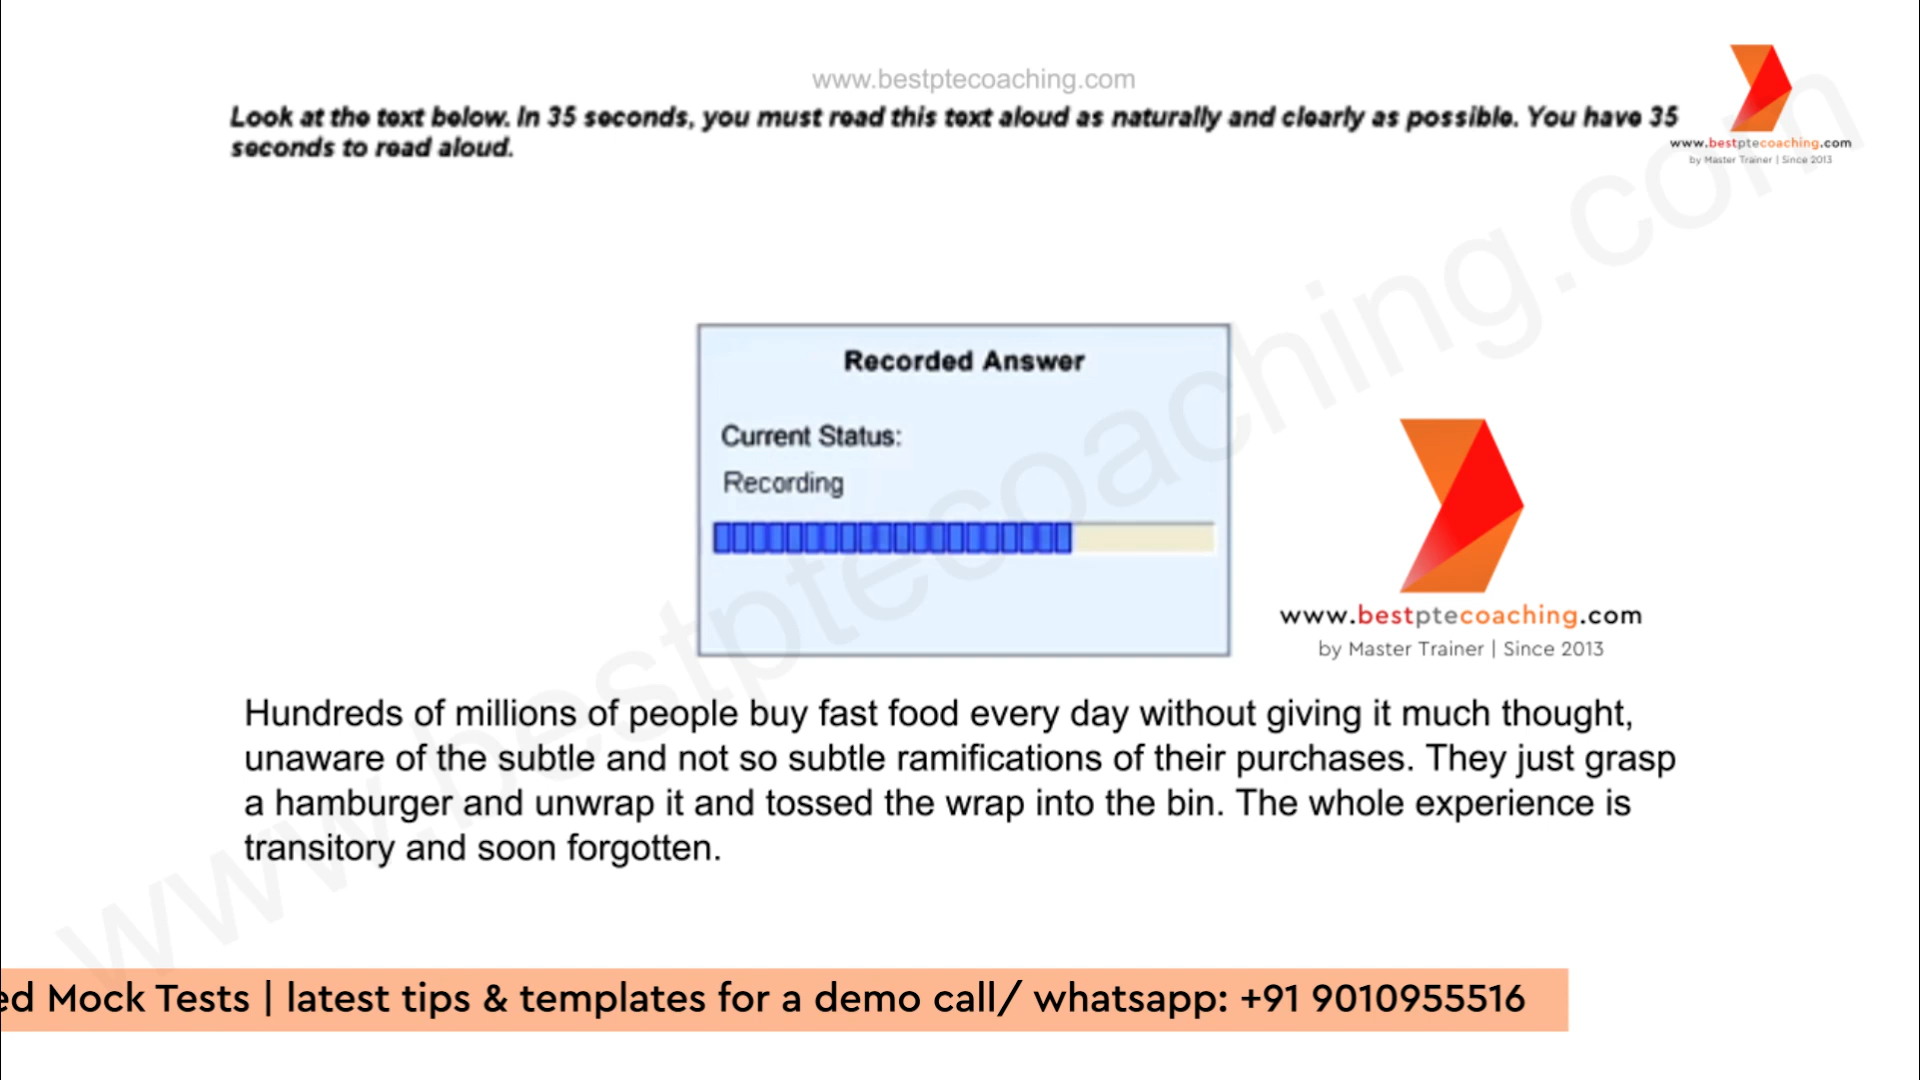 www.bestptecoaching.com
Look at the text below. In 35 seconds, you must read this text aloud as naturally and clearly as possible. You have 35
seconds to read aloud.
www.bestptecoaching.com
by Master Trainer | Since 2013
Recorded Answer
Current Status:
Recording
www.bestptecoaching.com
by Master Trainer | Since 2013
www.bestptecoaching.com
Hundreds of millions of people buy fast food every day without giving it much thought,
unaware of the subtle and not so subtle ramifications of their purchases. They just grasp
a hamburger and unwrap it and tossed the wrap into the bin. The whole experience is
transitory and soon forgotten.
ed Mock Tests | latest tips & templates for a demo call/ whatsapp: +91 9010955516